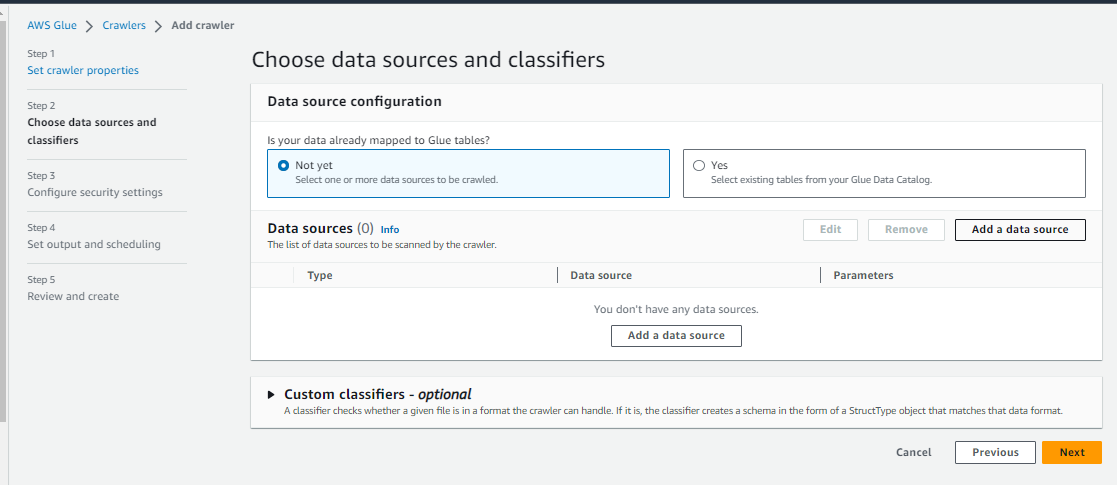 AWS Glue > Crawlers > Add crawler
Step 1
Set crawler properties
Step 2
Choose data sources and
classifiers
Step 3
Configure security settings
Step 4
Set output and scheduling
Step 5
Review and create
Choose data sources and classifiers
Data source configuration
Is your data already mapped to Glue tables?
Not yet
Select one or more data sources to be crawled.
Yes
Select existing tables from your Glue Data Catalog.
Data sources (0) Info
The list of data sources to be scanned by the crawler.
Edit
Remove
Add a data source
Type
Data source
Parameters
You don't have any data sources.
Add a data source
Custom classifiers - optional
A classifier checks whether a given file is in a format the crawler can handle. If it is, the classifier creates a schema in the form of a StructType object that matches that data format.
Cancel
Previous
Next